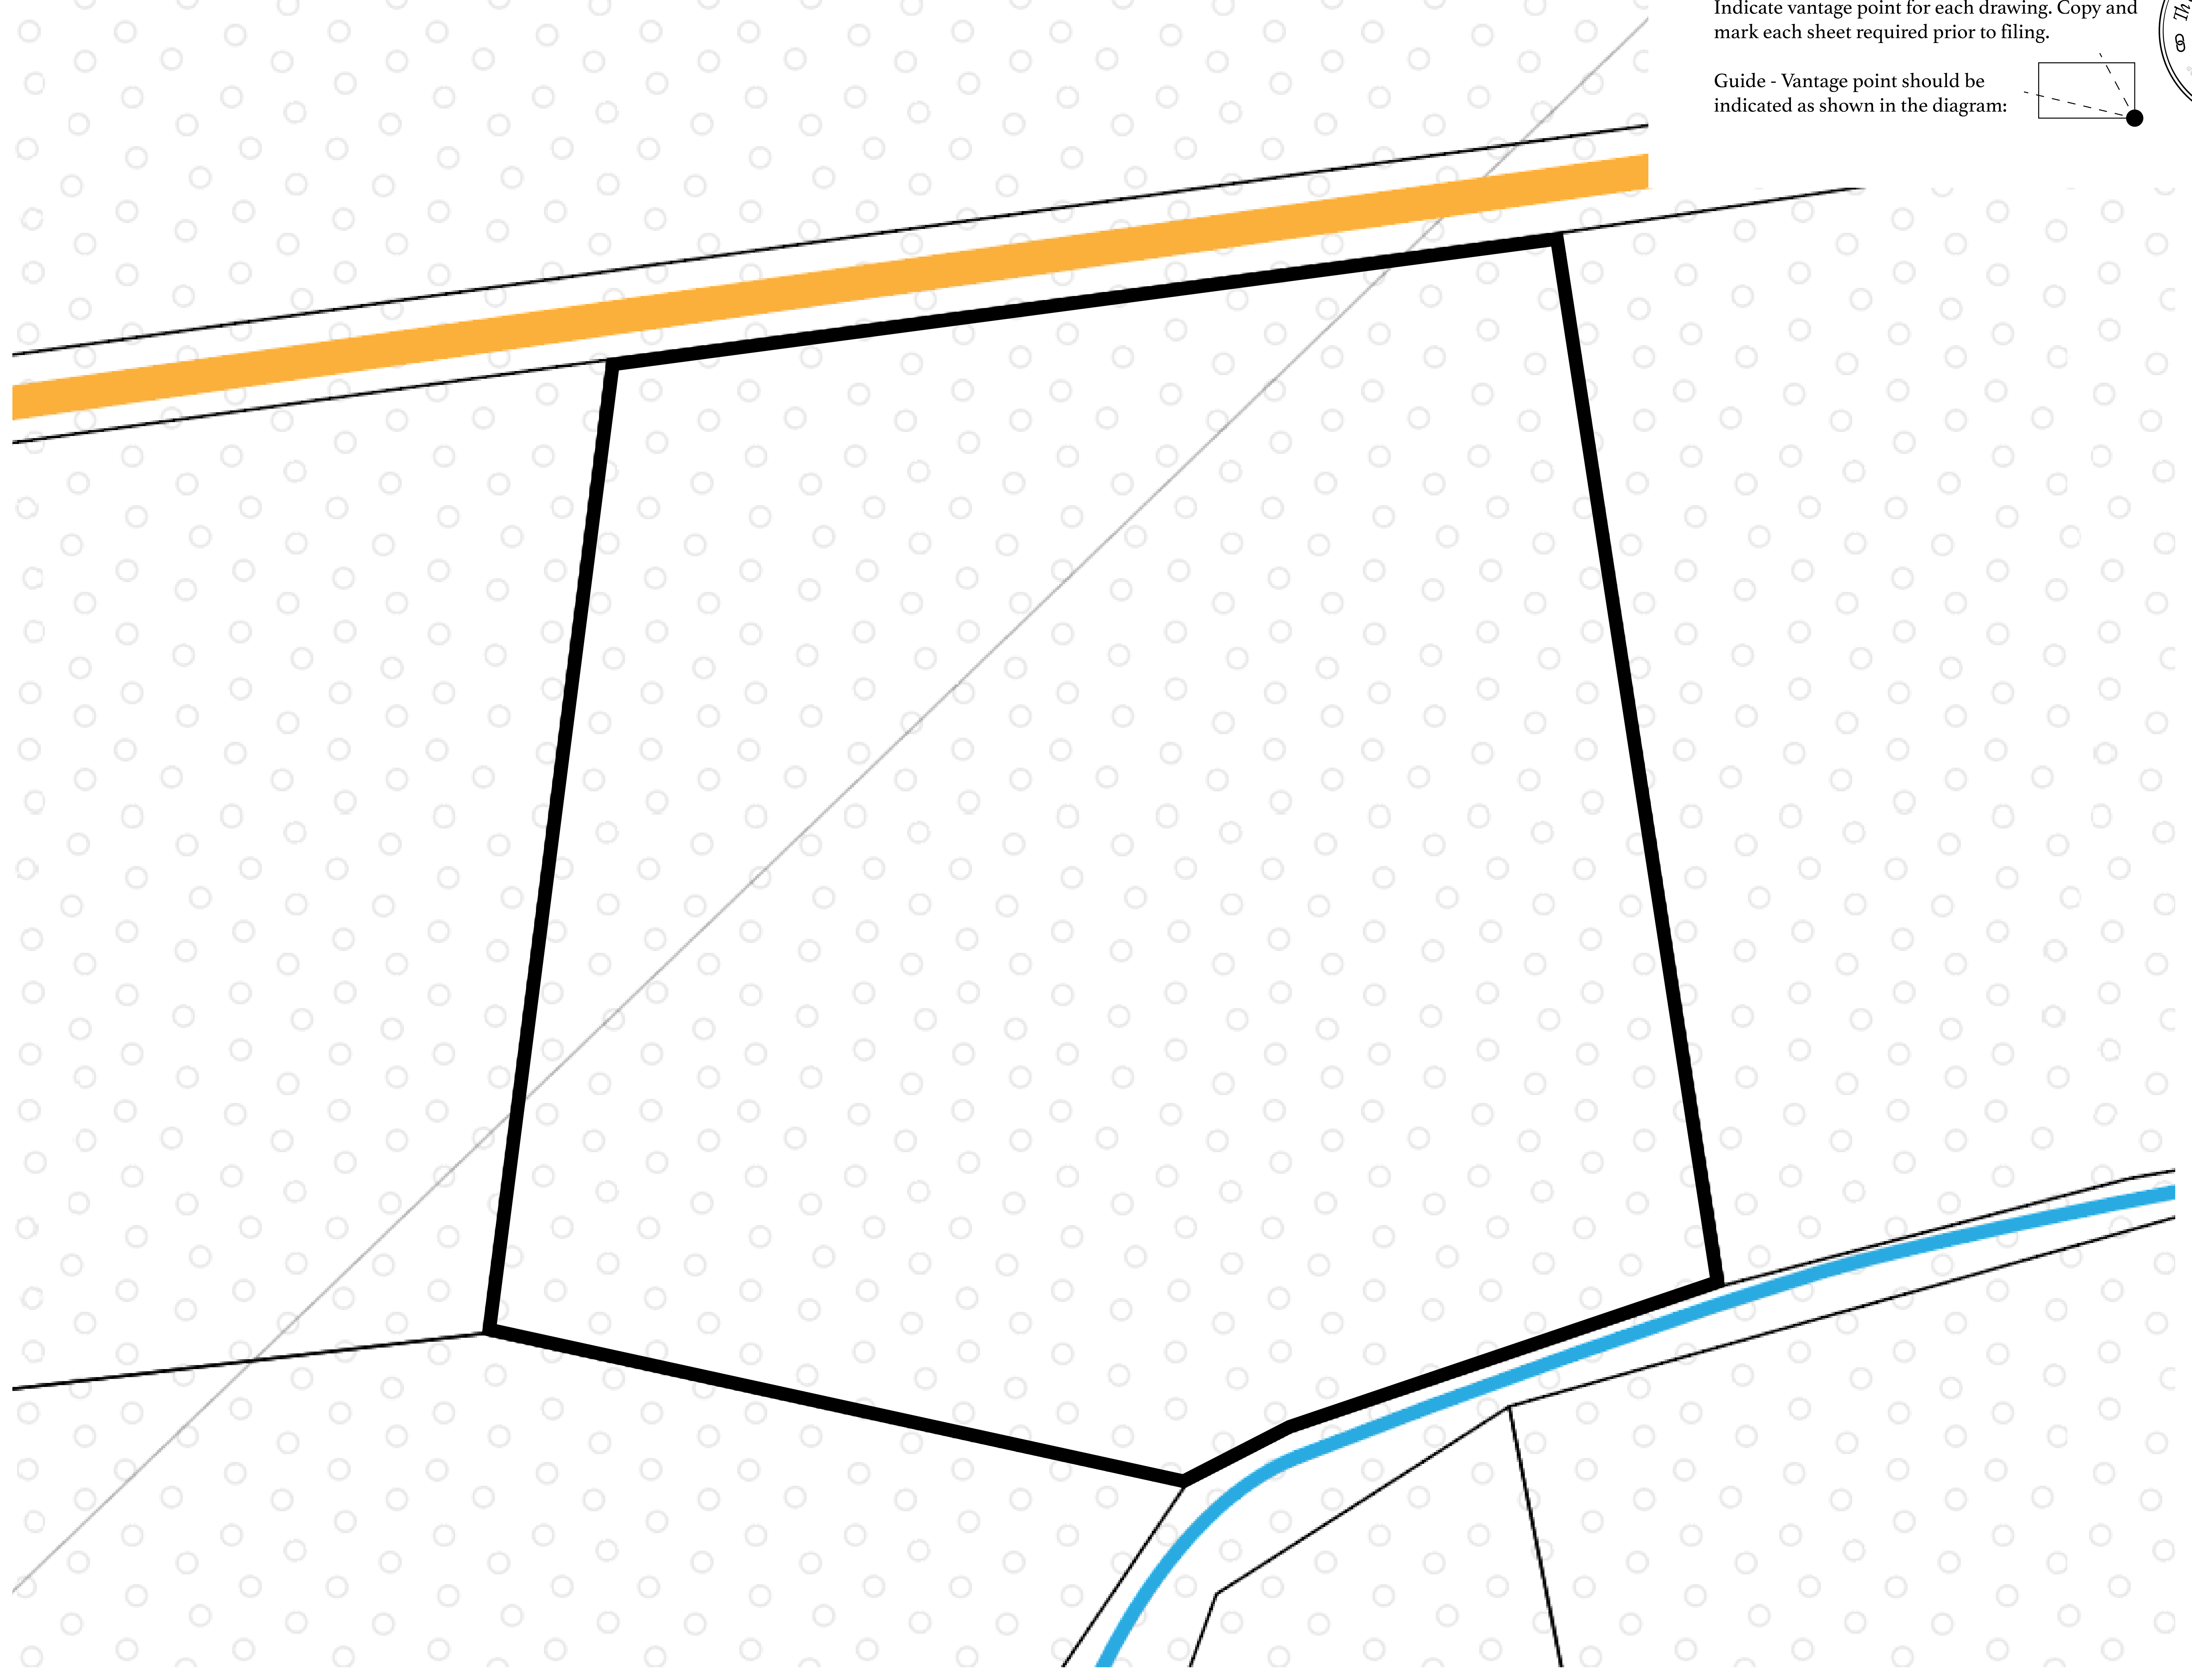 Indicate vantage point for each drawing. Copy and
mark each sheet required prior to filing.
Guide - Vantage point should be
indicated as shown in the diagram: